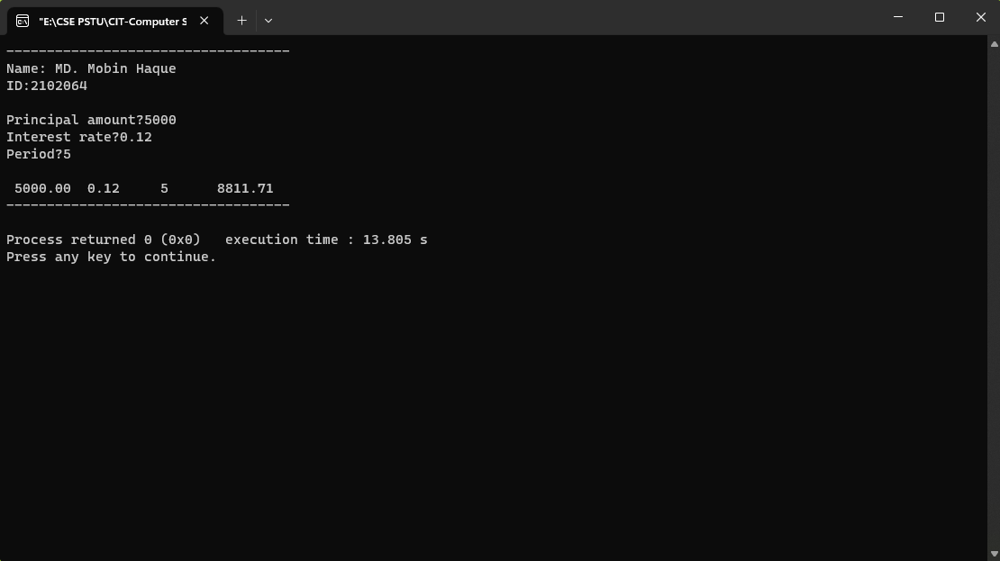 "E:\CSE PSTU\CIT-Computer S
-----------------------------------
Name: MD. Mobin Haque
ID:2102064
Principal amount?5000
Interest rate?0.12
Period?5
 5000.00  0.12     5      8811.71
-----------------------------------
Process returned 0 (0x0)   execution time : 13.805 s
Press any key to continue.